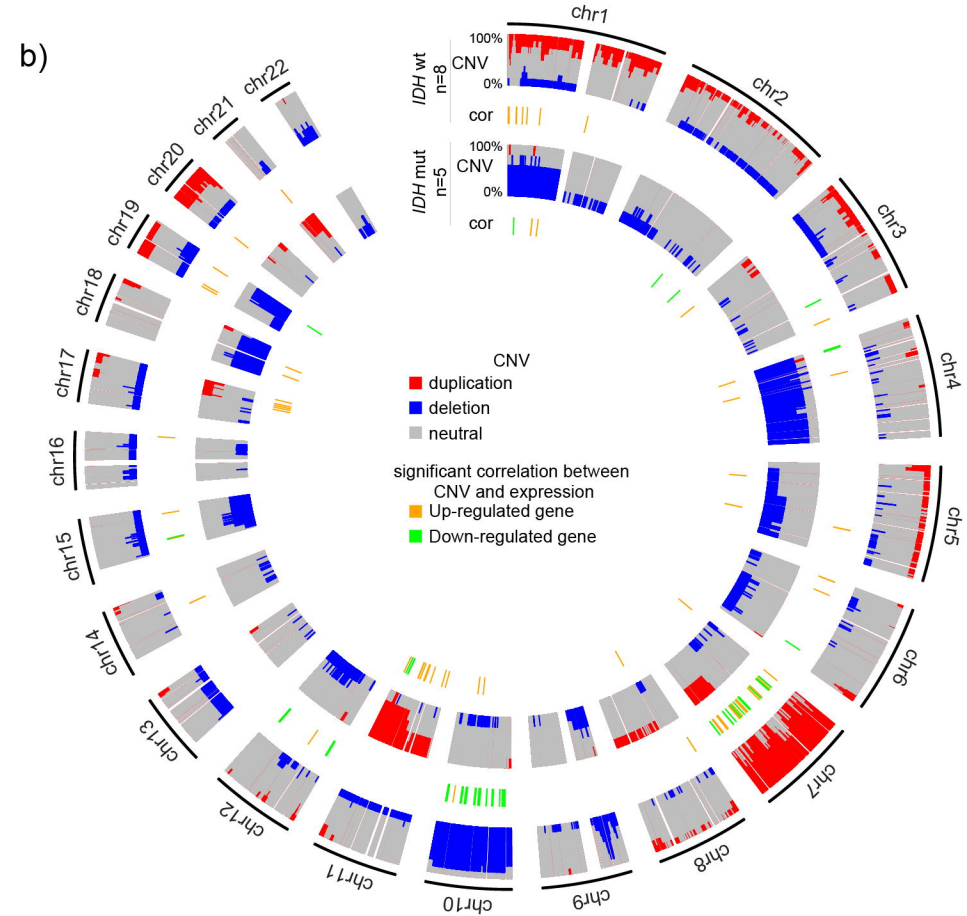 b)
chr1
chr2
chr3
chr4
chr5
chr6
chr7
chr8
chr9
chr10
chr11
chr12
chr13
chr14
chr15
chr16
chr17
chr18
chr19
chr20
chr21
chr22
IDH wt
n=8
100%
CNV
0%
cor
IDH mut
n=5
100%
CNV
0%
cor
CNV
duplication
deletion
neutral
significant correlation between
CNV and expression
Up-regulated gene
Down-regulated gene